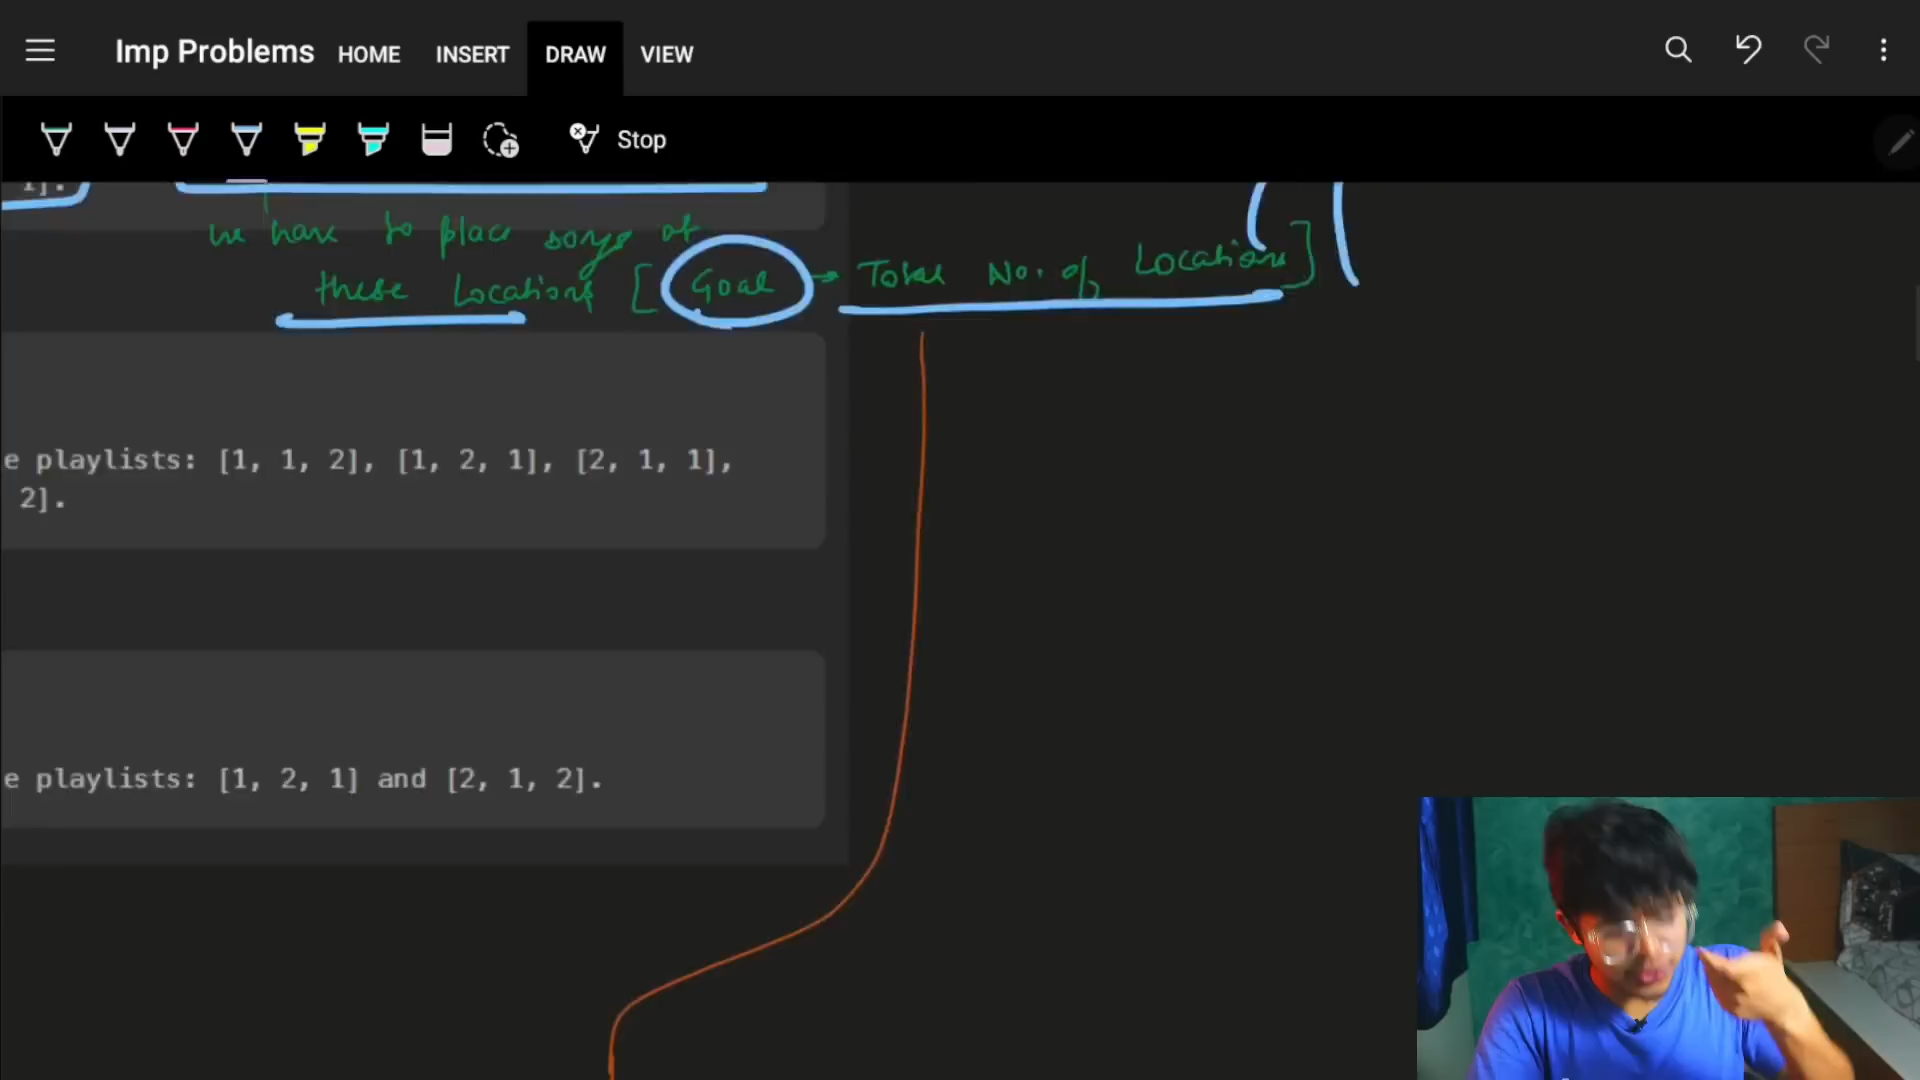 Imp Problems HOME INSERT DRAW VIEW
Stop
1].
we have to place songs at
these Locations [ Goal → Total No. of Locations ]
e playlists: [1, 1, 2], [1, 2, 1], [2, 1, 1],
2].
e playlists: [1, 2, 1] and [2, 1, 2].